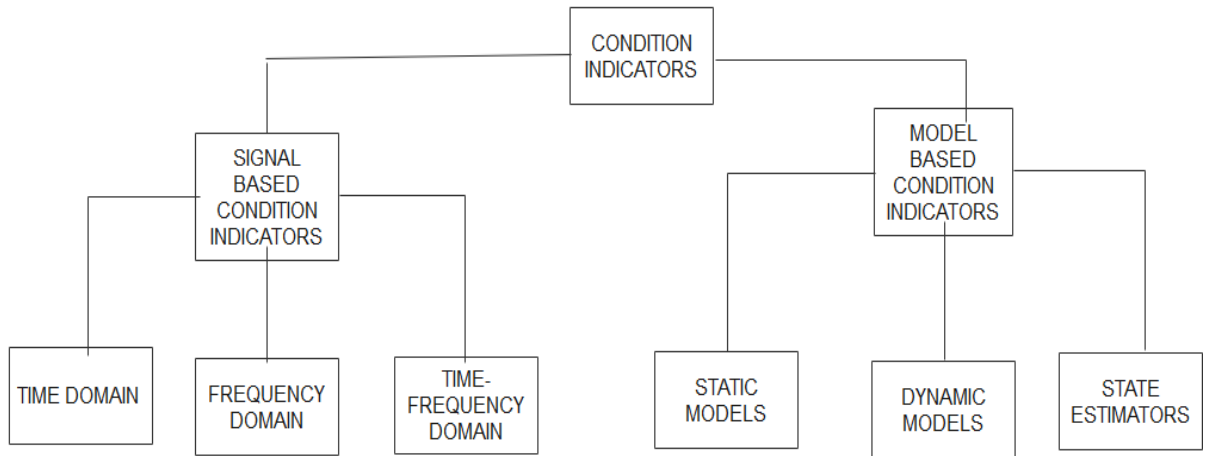 CONDITION
INDICATORS
SIGNAL
BASED
CONDITION
INDICATORS
MODEL
BASED
CONDITION
INDICATORS
TIME DOMAIN
FREQUENCY
DOMAIN
TIME-
FREQUENCY
DOMAIN
STATIC
MODELS
DYNAMIC
MODELS
STATE
ESTIMATORS